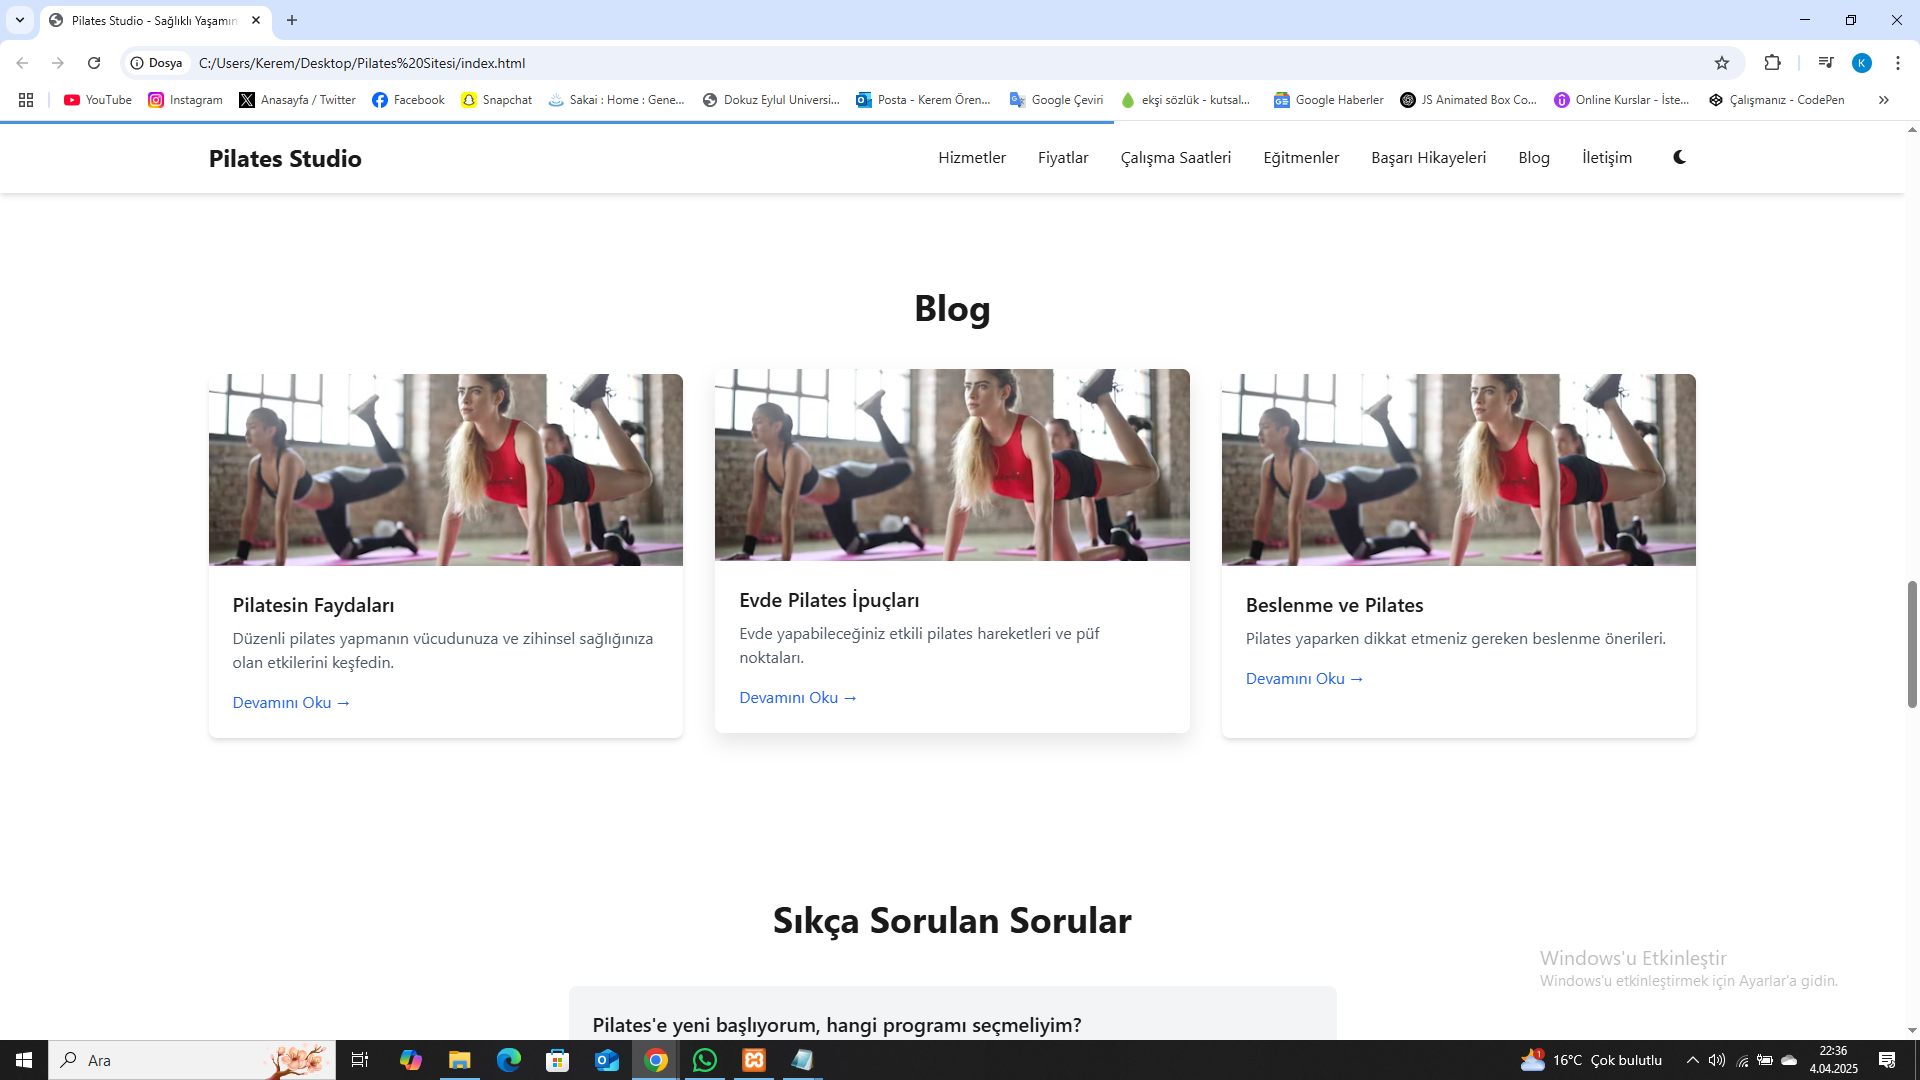 Pilates Studio - Sağlıklı Yaşamın
Dosya
C:/Users/Kerem/Desktop/Pilates%20Sitesi/index.html
K
YouTube
Instagram
Anasayfa / Twitter
Facebook
Snapchat
Sakai : Home : Gene...
Dokuz Eylul Universi...
Posta - Kerem Ören...
Google Çeviri
ekşi sözlük - kutsal...
Google Haberler
JS Animated Box Co...
Online Kurslar - İste...
Çalışmanız - CodePen
Pilates Studio
Hizmetler
Fiyatlar
Çalışma Saatleri
Eğitmenler
Başarı Hikayeleri
Blog
İletişim
Blog
Pilatesin Faydaları
Düzenli pilates yapmanın vücudunuza ve zihinsel sağlığınıza
olan etkilerini keşfedin.
Devamını Oku →
Evde Pilates İpuçları
Evde yapabileceğiniz etkili pilates hareketleri ve püf
noktaları.
Devamını Oku →
Beslenme ve Pilates
Pilates yaparken dikkat etmeniz gereken beslenme önerileri.
Devamını Oku →
Sıkça Sorulan Sorular
Pilates'e yeni başlıyorum, hangi programı seçmeliyim?
Windows'u Etkinleştir
Windows'u etkinleştirmek için Ayarlar'a gidin.
Ara
1
16°C Çok bulutlu
22:36
4.04.2025